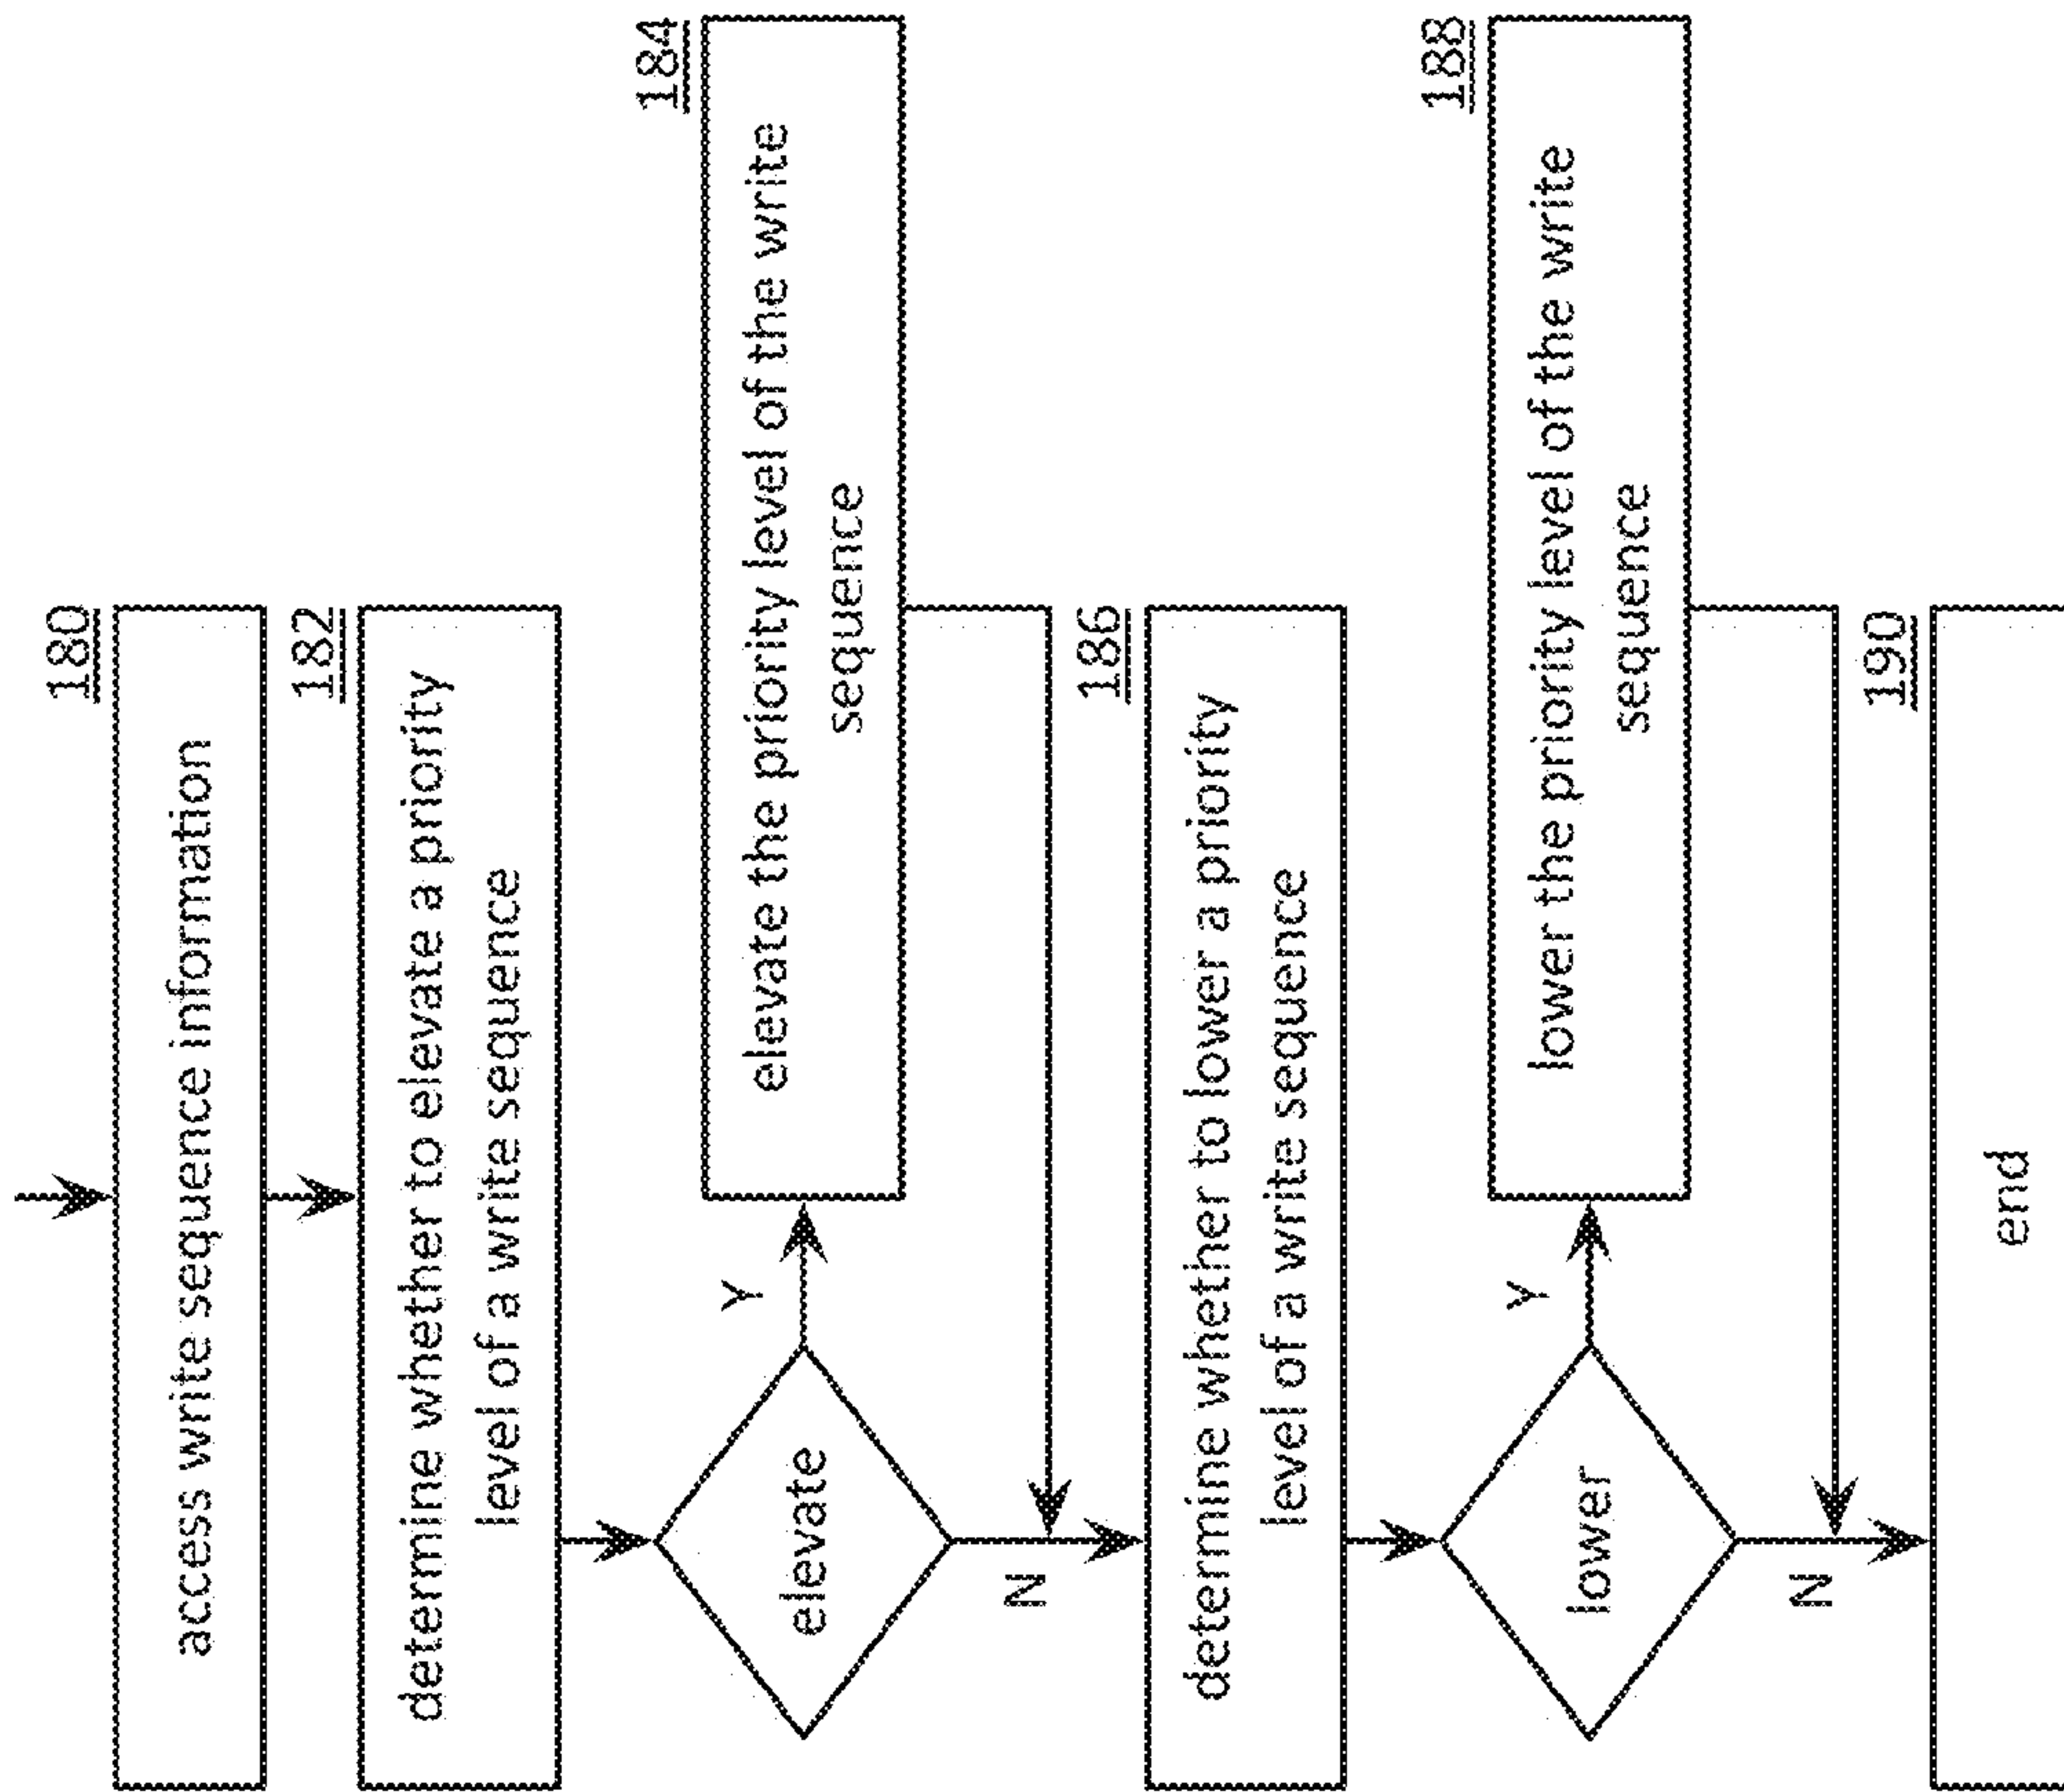 180
access write sequence information
182
determine whether to elevate a priority
level of a write sequence
184
elevate
Y
elevate the priority level of the write
sequence
N
186
determine whether to lower a priority
level of a write sequence
188
lower
Y
lower the priority level of the write
sequence
N
190
end